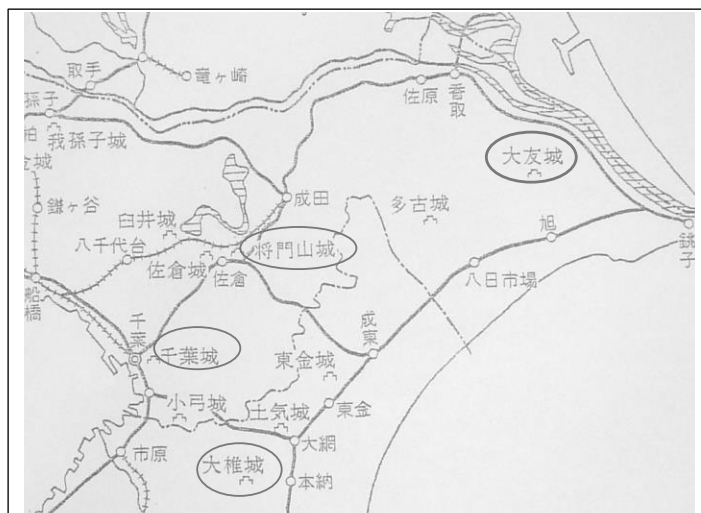 取手
竜ヶ崎
孫子
我孫子城
柏
金城
鎌ヶ谷
佐原
香取
大友城
成田
臼井城
八千代台
将門山城
佐倉城
佐倉
多古城
旭
銚子
八日市場
船橋
千葉
千葉城
成東
東金城
小弓城
土気城
東金
大網
市原
大椎城
本納